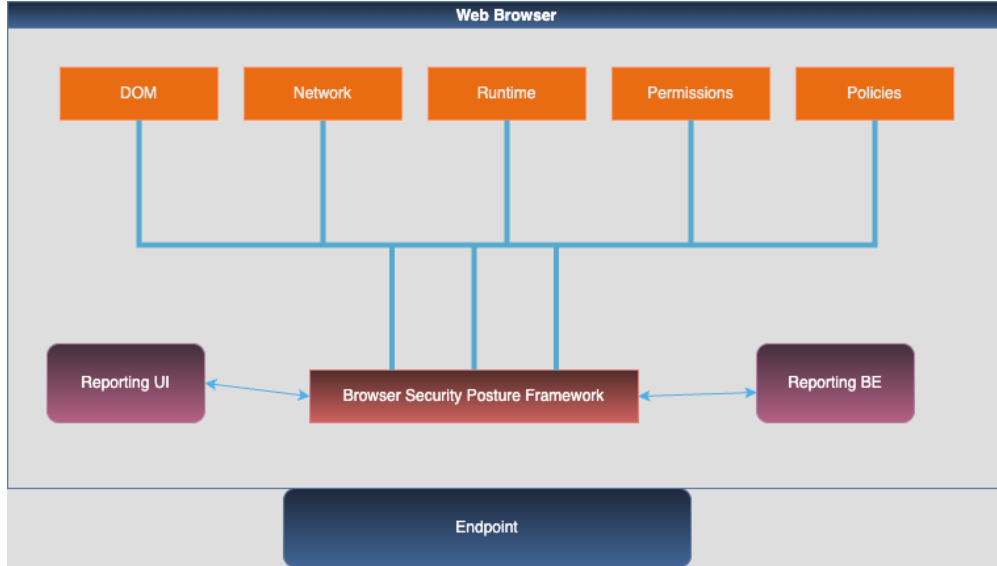 Web Browser
DOM
Network
Runtime
Permissions
Policies
Reporting UI
Browser Security Posture Framework
Reporting BE
Endpoint